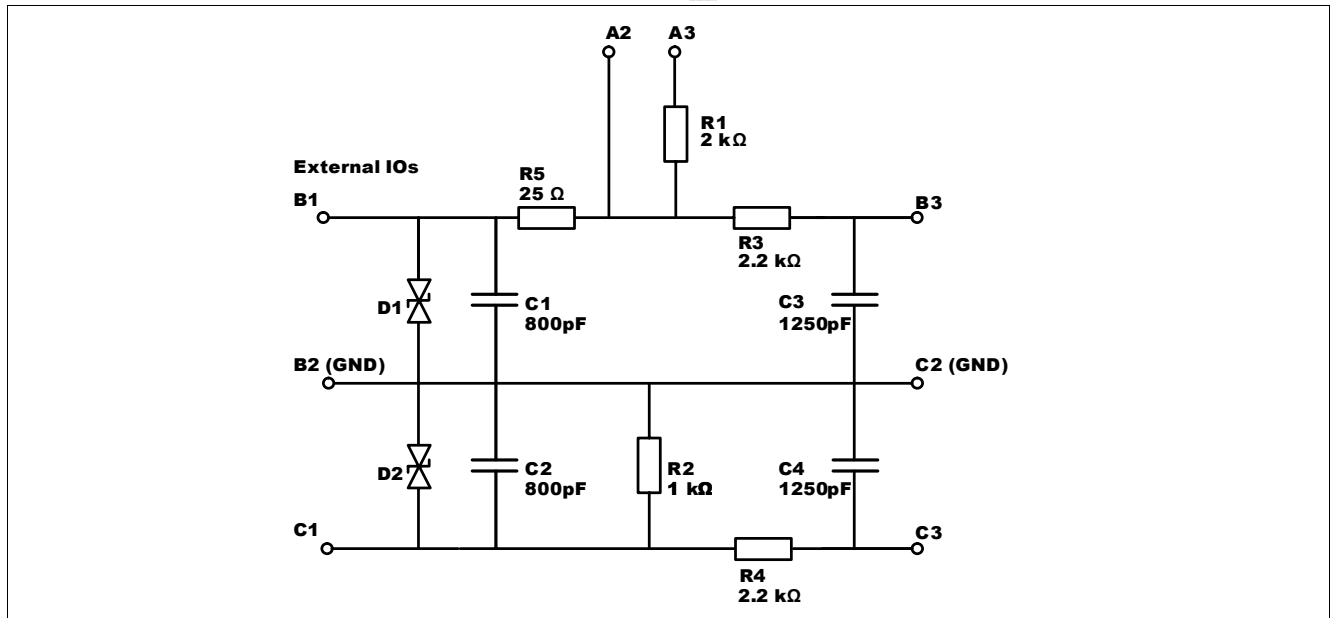 A2 A3
R1
2 kΩ
External IOs
R5
25 Ω
B1
B3
R3
2.2 kΩ
D1
C1
800pF
C3
1250pF
B2 (GND)
C2 (GND)
D2
C2
800pF
R2
1 kΩ
C4
1250pF
C1
C3
R4
2.2 kΩ